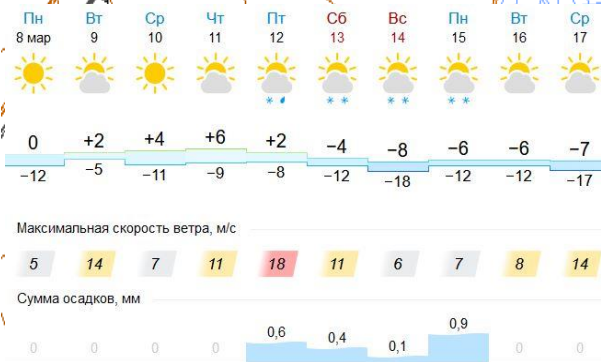 Пн Вт Ср Чт Пт Сб Вс Пн Вт Ср
8 мар 9 10 11 12 13 14 15 16 17
0 +2 +4 +6 +2 −4 −8 −6 −6 −7
−12 −5 −11 −9 −8 −12 −18 −12 −12 −17
Максимальная скорость ветра, м/с
5 14 7 11 18 11 6 7 8 14
Сумма осадков, мм
0 0 0 0 0,6 0,4 0,1 0,9 0 0